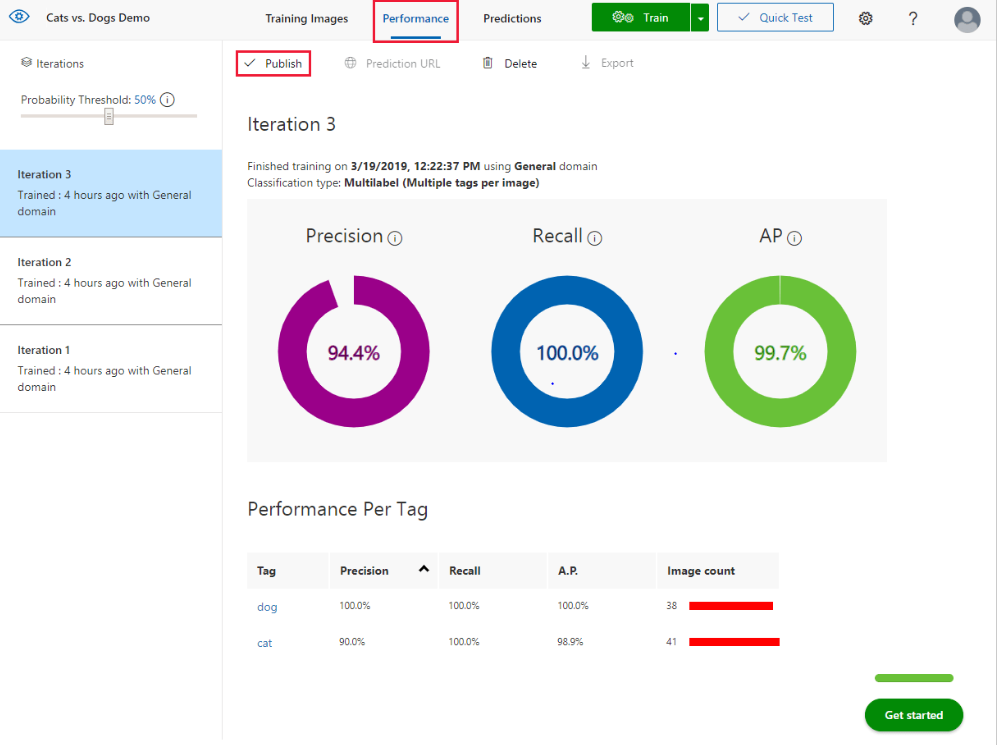 Cats vs. Dogs Demo Training Images Performance Predictions Train Quick Test ?
Iterations
Publish Prediction URL Delete Export
Probability Threshold: 50% i
Iteration 3
Trained : 4 hours ago with General
domain
Iteration 2
Trained : 4 hours ago with General
domain
Iteration 1
Trained : 4 hours ago with General
domain
Iteration 3
Finished training on 3/19/2019, 12:22:37 PM using General domain
Classification type: Multilabel (Multiple tags per image)
Precision i Recall i AP i
94.4% 100.0% 99.7%
Performance Per Tag
Tag Precision Recall A.P. Image count
dog 100.0% 100.0% 100.0% 38
cat 90.0% 100.0% 98.9% 41
Get started